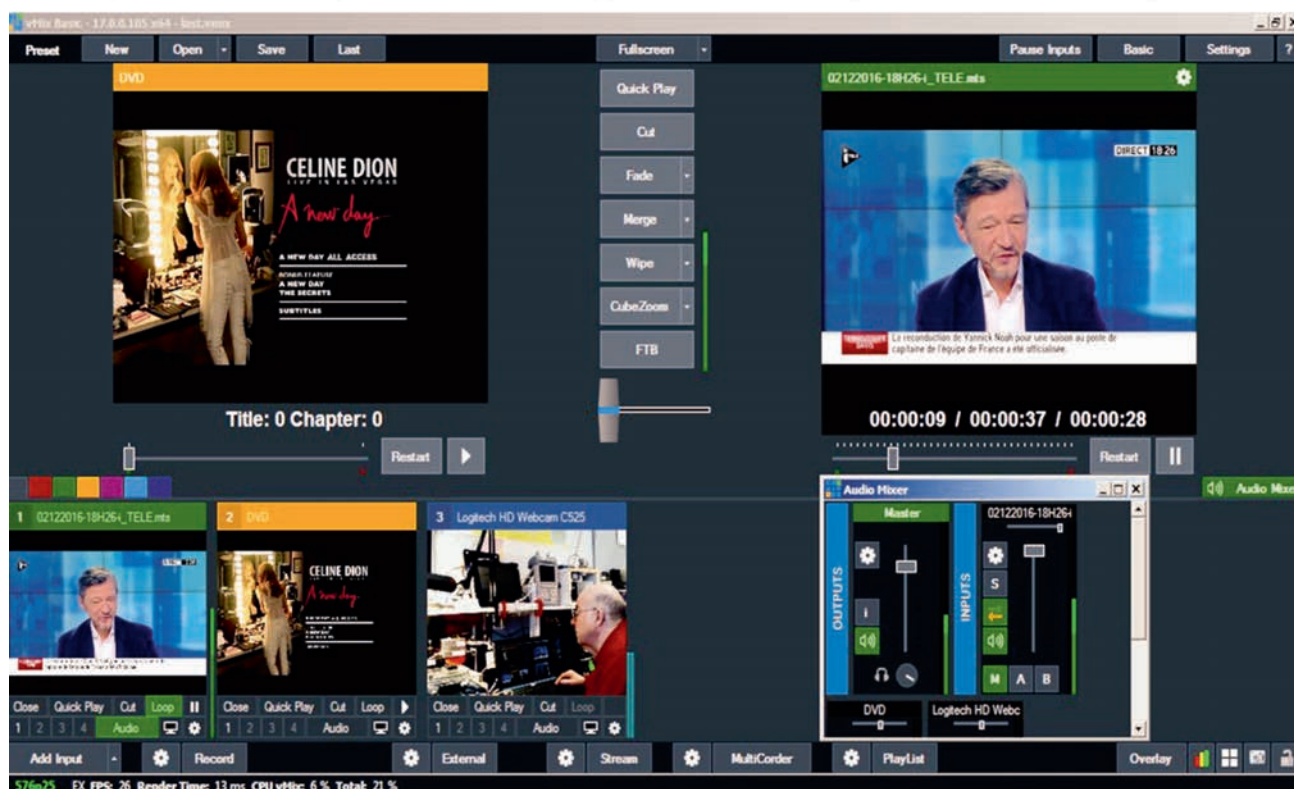 vMix Basic - 17.0.0.185 x64 - last.vmix
Preset New Open Save Last Fullscreen Pause Inputs Basic Settings ?
DVD
CELINE DION
LIVE IN LAS VEGAS
A new day
A NEW DAY ALL ACCESS
BONUS FEATURE
A NEW DAY
THE SECRETS
SUBTITLES
Title: 0 Chapter: 0
Restart
Quick Play
Cut
Fade
Merge
Wipe
CubeZoom
FTB
02122016-18H26-i_TELE.mts
DIRECT 18:26
La reconduction de Yannick Noah pour une saison au poste de
capitaine de l'équipe de France a été officialisée.
00:00:09 / 00:00:37 / 00:00:28
Restart
1 02122016-18H26-i_TELE.mts
Close Quick Play Cut Loop
1 2 3 4 Audio
2 DVD
CELINE DION
A new day
Close Quick Play Cut Loop
1 2 3 4 Audio
3 Logitech HD Webcam C525
Close Quick Play Cut Loop
1 2 3 4 Audio
Audio Mixer
Master 02122016-18H26-i
OUTPUTS
i
INPUTS
S
M A B
DVD Logitech HD Webc
Audio Mixer
Add Input Record External Stream MultiCorder PlayList Overlay
576p25 EX FPS: 26 Render Time: 13 ms CPU vMix: 6 % Total: 21 %